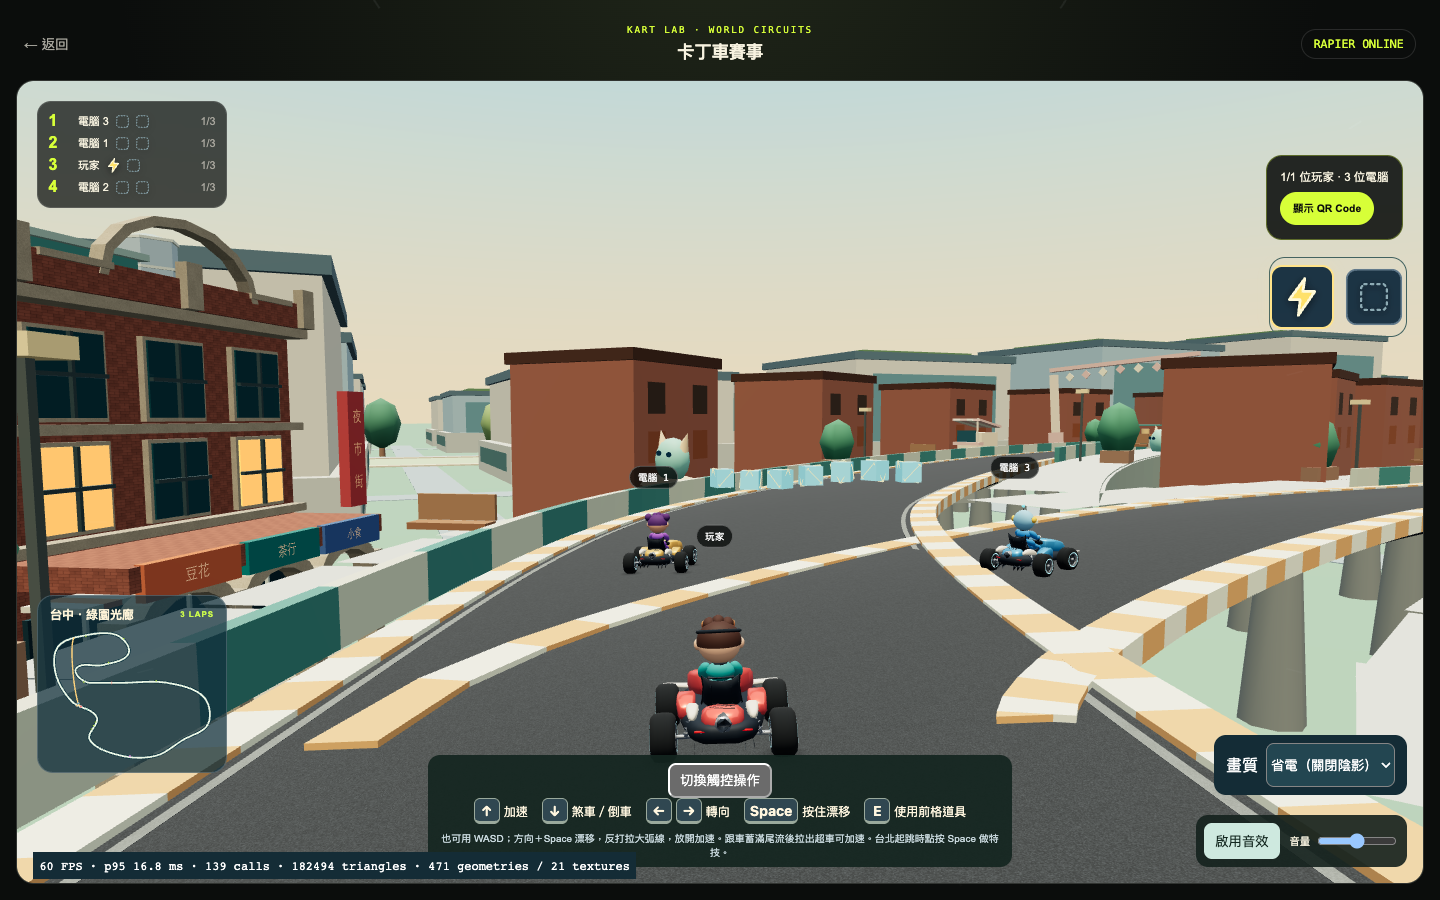 ← 返回
KART LAB · WORLD CIRCUITS
卡丁車賽事
RAPIER ONLINE
1 電腦 3 1/3
2 電腦 1 1/3
3 玩家 1/3
4 電腦 2 1/3
1/1 位玩家 · 3 位電腦
顯示 QR Code
夜市街
小食
茶行
豆花
電腦 1
玩家
電腦 3
台中 · 綠園光廊 3 LAPS
切換觸控操作
↑ 加速 ↓ 煞車 / 倒車 ← → 轉向 Space 按住漂移 E 使用前格道具
也可用 WASD；方向＋Space 漂移，反打拉大弧線，放開加速。跟車蓄滿尾流後拉出超車可加速。台北起跳時點按 Space 做特
技。
畫質 省電（關閉陰影）
啟用音效 音量
60 FPS · p95 16.8 ms · 139 calls · 182494 triangles · 471 geometries / 21 textures